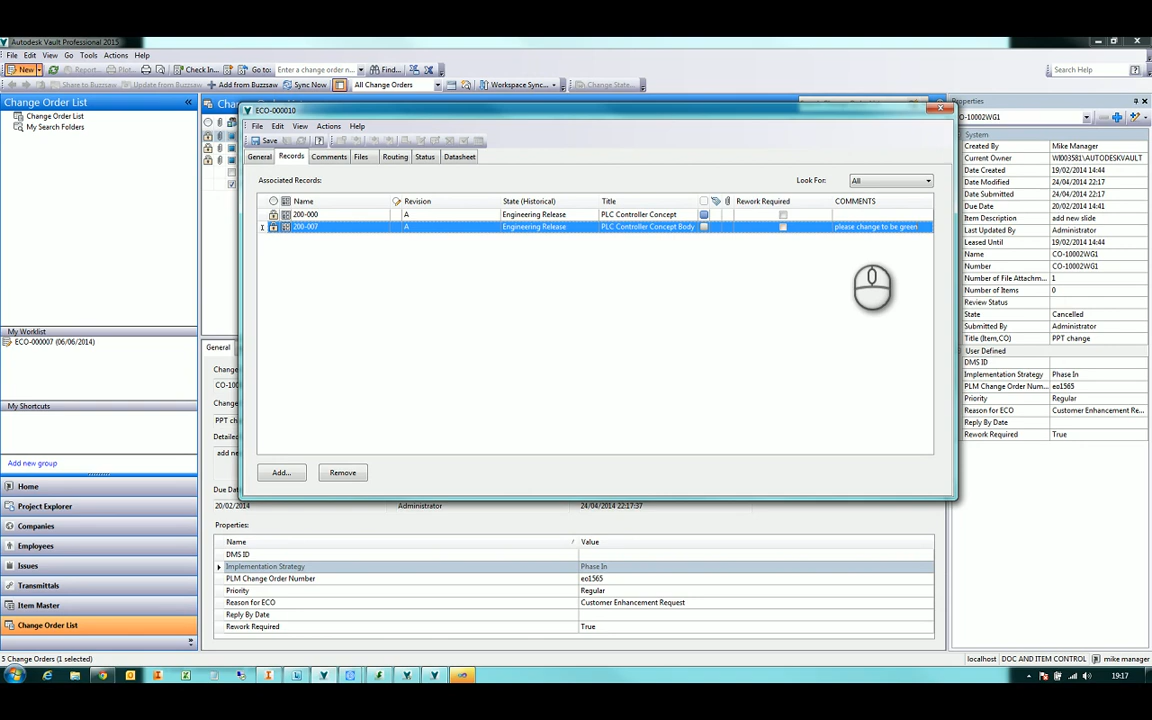 Autodesk Vault Professional 2015
File Edit View Go Tools Actions Help
New Report... Plot... Check In... Go to: Enter a change order n... Find... Search Help
Share to Buzzsaw Update from Buzzsaw Add from Buzzsaw Sync Now All Change Orders Workspace Sync... Change State...
Change Order List
Change Order List
My Search Folders
My Worklist
ECO-000007 (06/06/2014)
My Shortcuts
Add new group
Home
Project Explorer
Companies
Employees
Issues
Transmittals
Item Master
Change Order List
ECO-000010
File Edit View Actions Help
Save
General Records Comments Files Routing Status Datasheet
Associated Records: Look For: All
Name Revision State (Historical) Title Rework Required COMMENTS
200-000 A Engineering Release PLC Controller Concept
200-007 A Engineering Release PLC Controller Concept Body please change to be green
Add... Remove
General
Chang
CO-100
Chang
PPT ch
Detailed
add new
Due Dat
20/02/2014 Administrator 24/04/2014 22:17:37
Properties:
Name / Value
DMS ID
Implementation Strategy Phase In
PLM Change Order Number eo1565
Priority Regular
Reason for ECO Customer Enhancement Request
Reply By Date
Rework Required True
Properties
O-10002WG1
System
Created By Mike Manager
Current Owner WI003581\AUTODESKVAULT
Date Created 19/02/2014 14:44
Date Modified 24/04/2014 22:17
Date Submitted 24/04/2014 22:17
Due Date 20/02/2014 14:41
Item Description add new slide
Last Updated By Administrator
Leased Until 19/02/2014 14:44
Name CO-10002WG1
Number CO-10002WG1
Number of File Attachm... 1
Number of Items 0
Review Status
State Cancelled
Submitted By Administrator
Title (Item,CO) PPT change
User Defined
DMS ID
Implementation Strategy Phase In
PLM Change Order Num... eo1565
Priority Regular
Reason for ECO Customer Enhancement Re...
Reply By Date
Rework Required True
5 Change Orders (1 selected) localhost DOC AND ITEM CONTROL mike manager
19:17